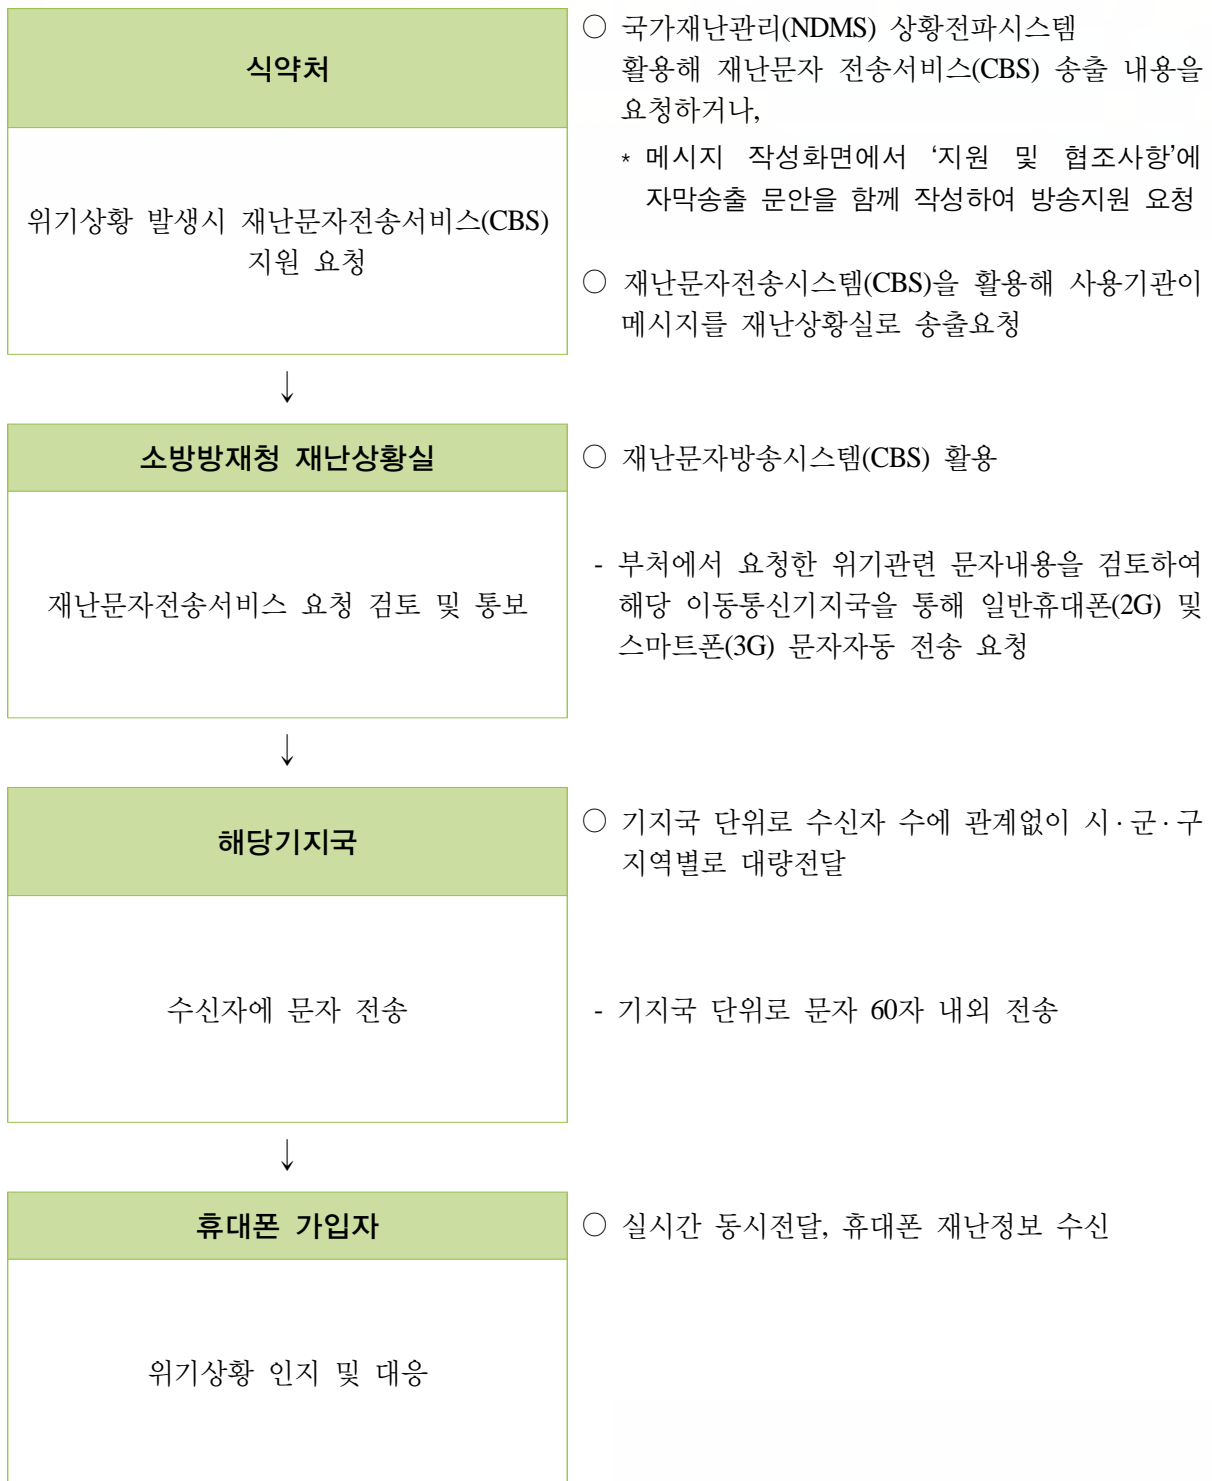 식약처
위기상황 발생시 재난문자전송서비스(CBS)
지원 요청
○ 국가재난관리(NDMS) 상황전파시스템
활용해 재난문자 전송서비스(CBS) 송출 내용을
요청하거나,
* 메시지 작성화면에서 ‘지원 및 협조사항’에
자막송출 문안을 함께 작성하여 방송지원 요청
○ 재난문자전송시스템(CBS)을 활용해 사용기관이
메시지를 재난상황실로 송출요청
↓
소방방재청 재난상황실
재난문자전송서비스 요청 검토 및 통보
○ 재난문자방송시스템(CBS) 활용
- 부처에서 요청한 위기관련 문자내용을 검토하여
해당 이동통신기지국을 통해 일반휴대폰(2G) 및
스마트폰(3G) 문자자동 전송 요청
↓
해당기지국
수신자에 문자 전송
○ 기지국 단위로 수신자 수에 관계없이 시·군·구
지역별로 대량전달
- 기지국 단위로 문자 60자 내외 전송
↓
휴대폰 가입자
위기상황 인지 및 대응
○ 실시간 동시전달, 휴대폰 재난정보 수신